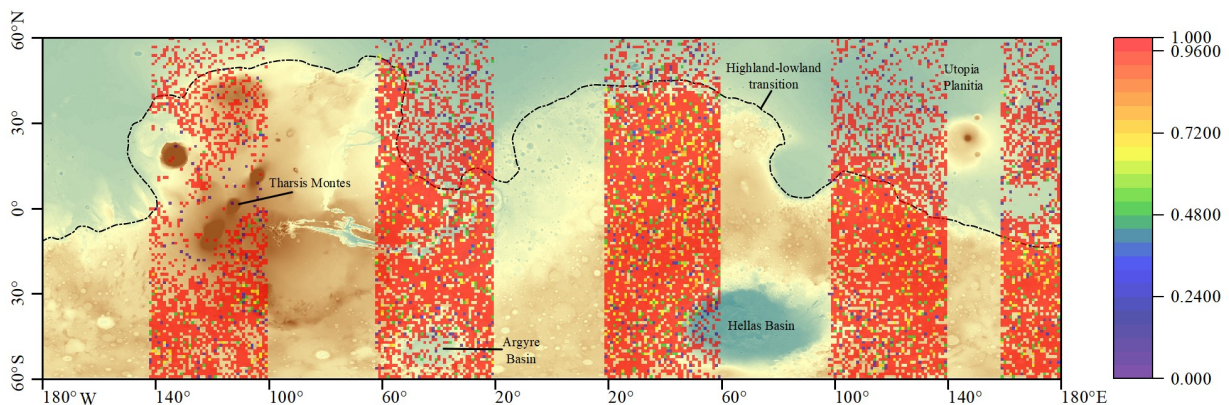 60°N
30°
0°
30°
60°S
180° W
140°
100°
60°
20°
20°
60°
100°
140°
180°E
Tharsis Montes
Argyre
Basin
Highland-lowland
transition
Hellas Basin
Utopia
Planitia
1.000
0.9600
0.7200
0.4800
0.2400
0.000